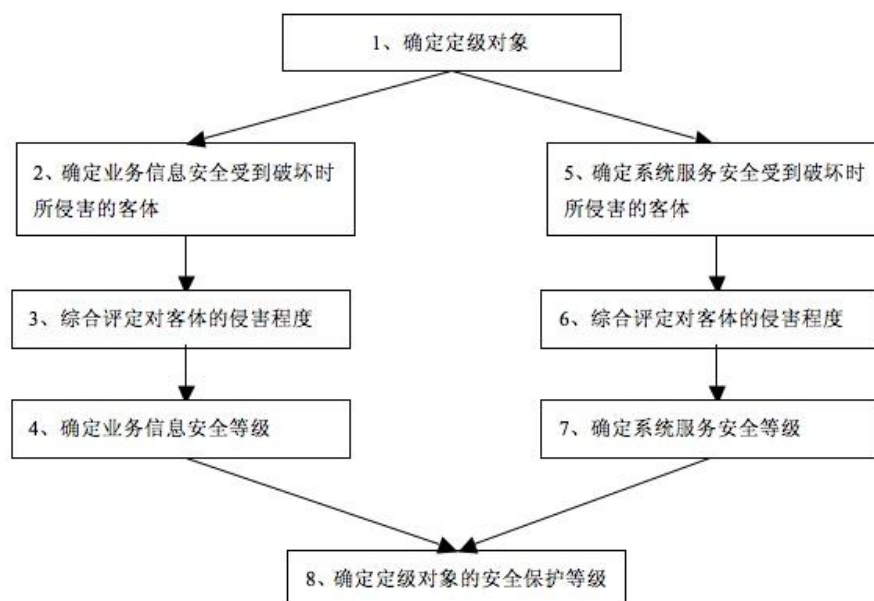 1、确定定级对象
2、确定业务信息安全受到破坏时
所侵害的客体
5、确定系统服务安全受到破坏时
所侵害的客体
3、综合评定对客体的侵害程度
6、综合评定对客体的侵害程度
4、确定业务信息安全等级
7、确定系统服务安全等级
8、确定定级对象的安全保护等级